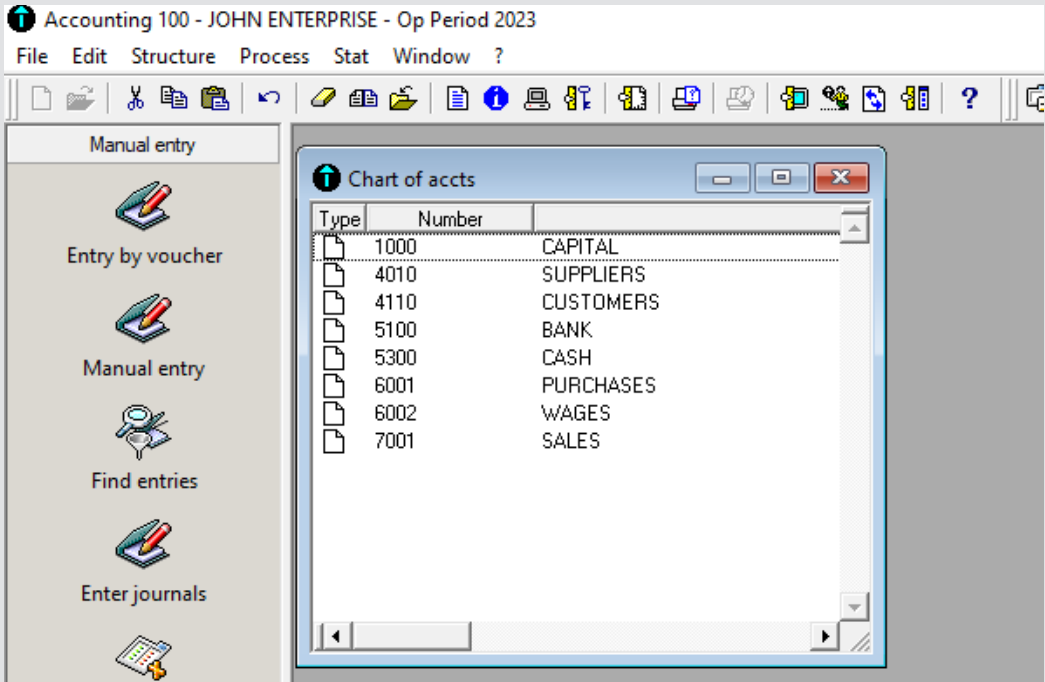 Accounting 100 - JOHN ENTERPRISE - Op Period 2023
File Edit Structure Process Stat Window ?
Manual entry
Entry by voucher
Manual entry
Find entries
Enter journals
Chart of accts
Type Number
1000 CAPITAL
4010 SUPPLIERS
4110 CUSTOMERS
5100 BANK
5300 CASH
6001 PURCHASES
6002 WAGES
7001 SALES